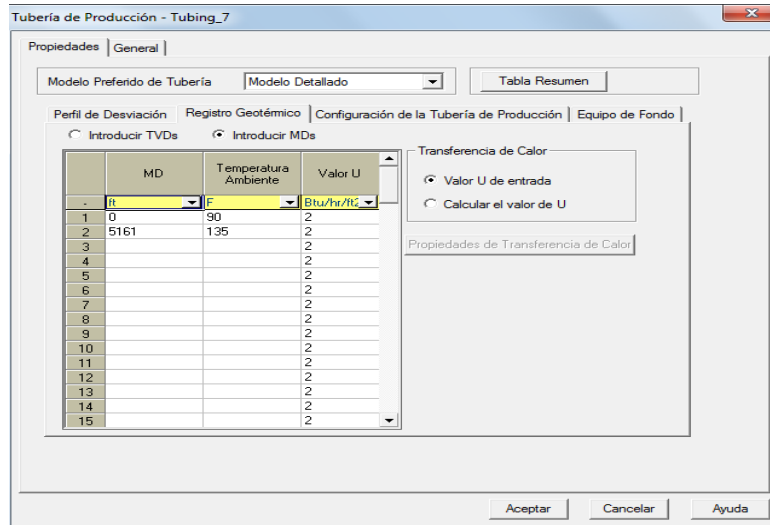 Tubería de Producción - Tubing_7
Propiedades General
Modelo Preferido de Tubería Modelo Detallado Tabla Resumen
Perfil de Desviación Registro Geotérmico Configuración de la Tubería de Producción Equipo de Fondo
Introducir TVDs Introducir MDs
Transferencia de Calor
MD Temperatura Ambiente Valor U
Valor U de entrada
. ft F Btu/hr/ft2
Calcular el valor de U
1 0 90 2
2 5161 135 2
3 2
Propiedades de Transferencia de Calor
4 2
5 2
6 2
7 2
8 2
9 2
10 2
11 2
12 2
13 2
14 2
15 2
Aceptar Cancelar Ayuda